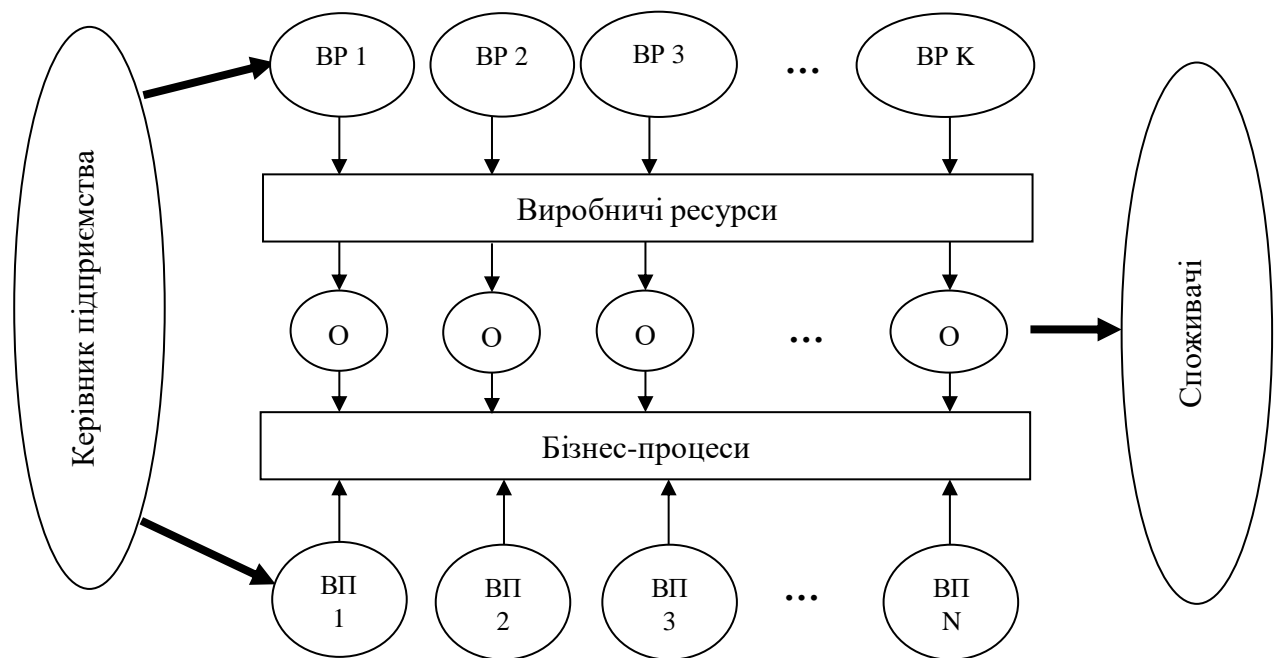 Керівник підприємства
ВР 1
ВР 2
ВР 3
...
ВР К
Виробничі ресурси
О
О
О
...
О
Бізнес-процеси
ВП
1
ВП
2
ВП
3
...
ВП
N
Споживачі